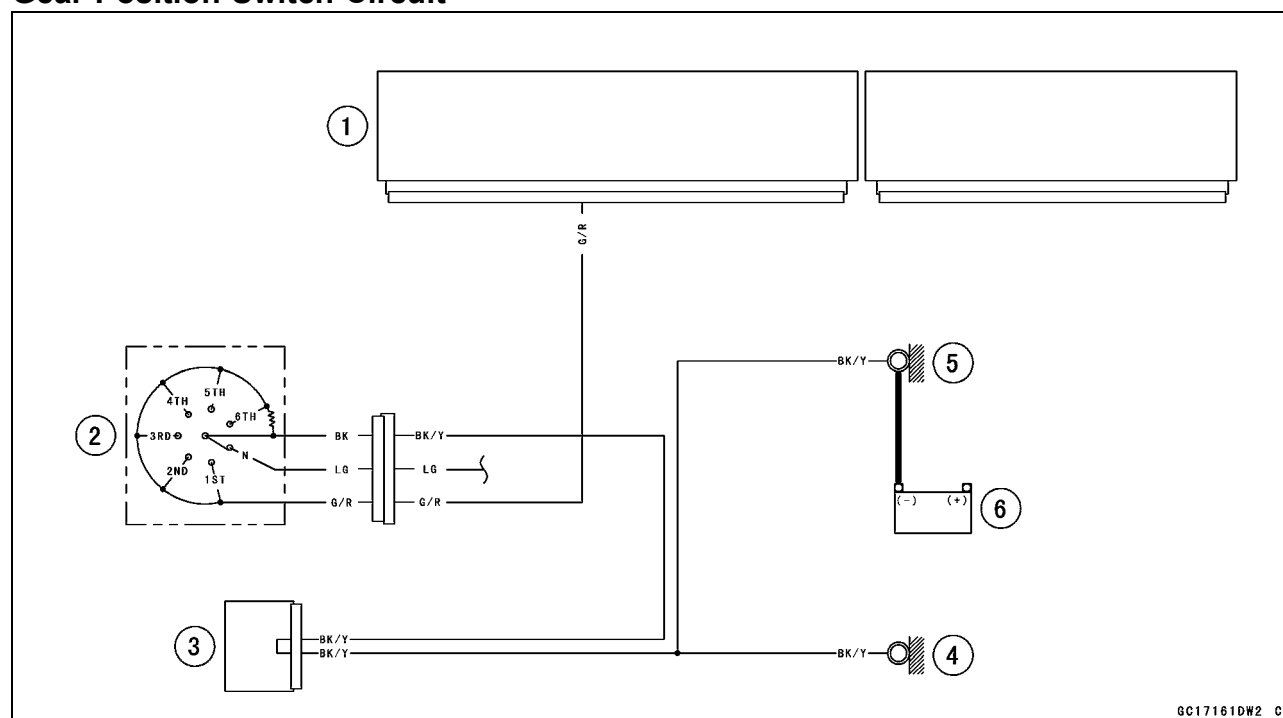 Gear Position Switch Circuit
1
G/R
5TH
4TH
6TH
3RD
N
2ND
1ST
2
BK
BK/Y
LG
LG
G/R
G/R
BK/Y
5
(-) (+)
6
3
BK/Y
BK/Y
BK/Y
4
GC17161DW2 C